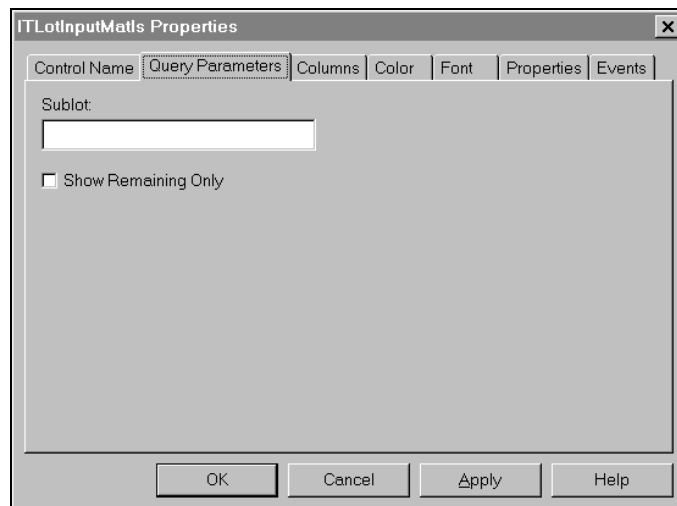 ITLotInputMatls Properties
Control Name Query Parameters Columns Color Font Properties Events
Sublot:
Show Remaining Only
OK Cancel Apply Help